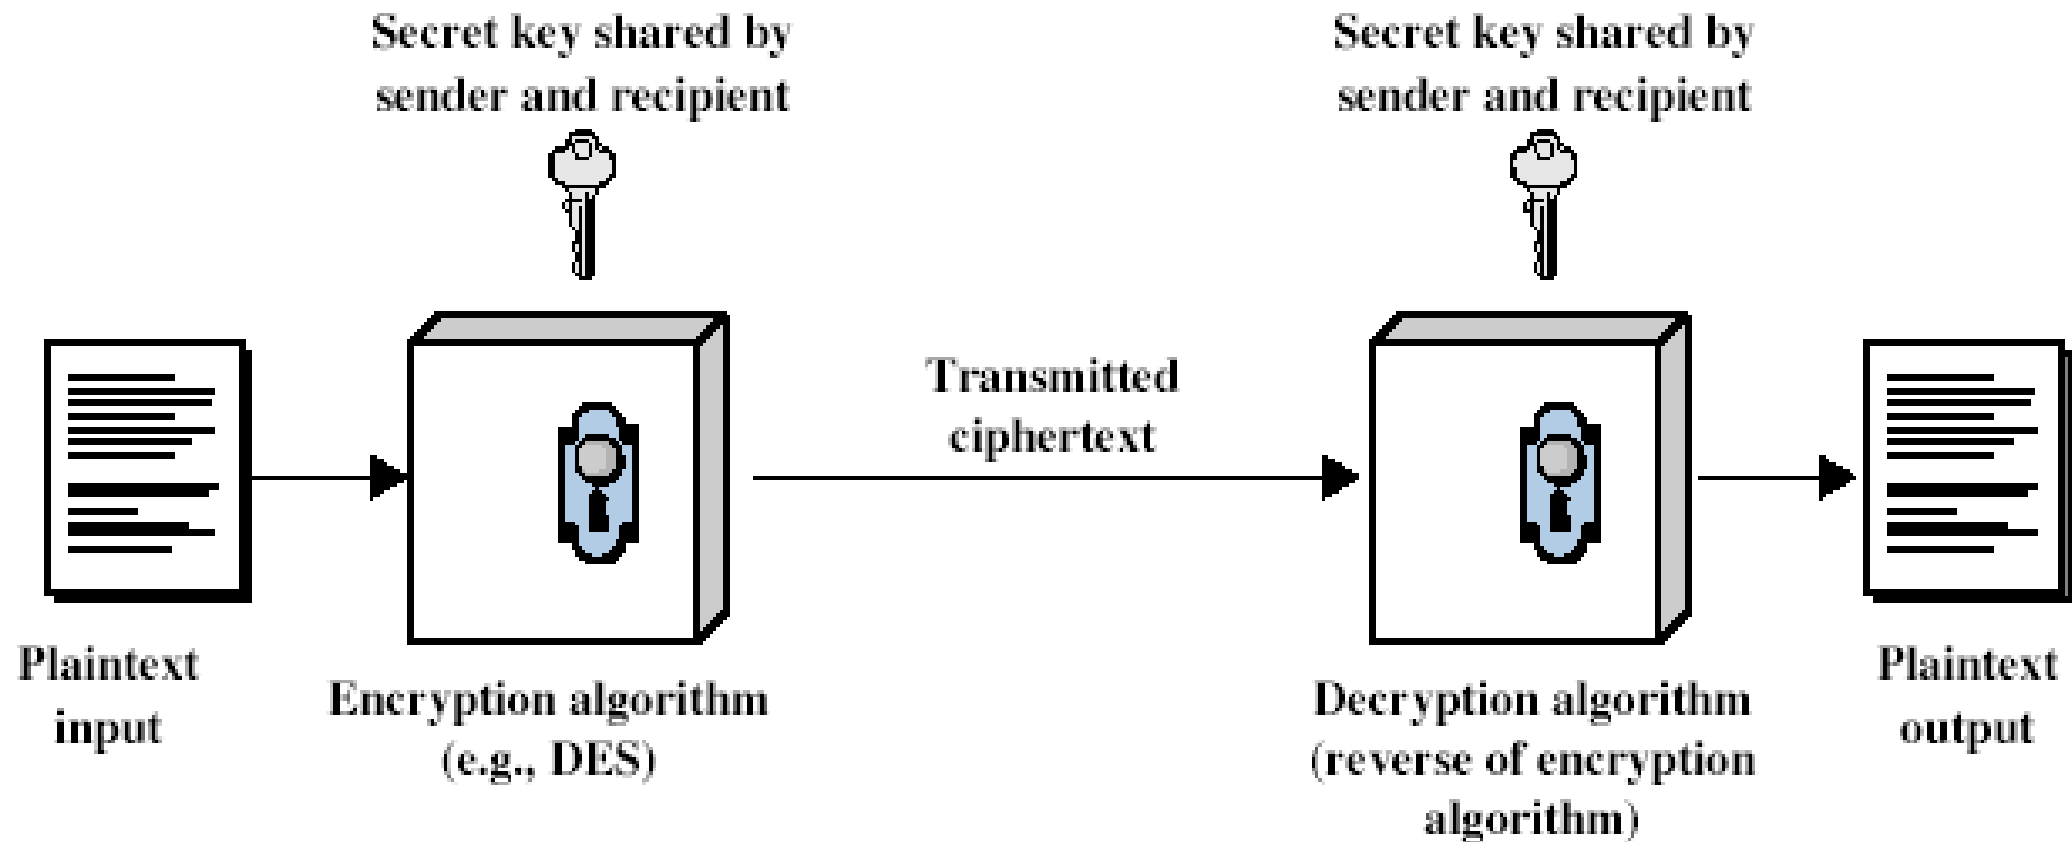 Secret key shared by
sender and recipient
Secret key shared by
sender and recipient
Transmitted
ciphertext
Plaintext
input
Encryption algorithm
(e.g., DES)
Decryption algorithm
(reverse of encryption
algorithm)
Plaintext
output